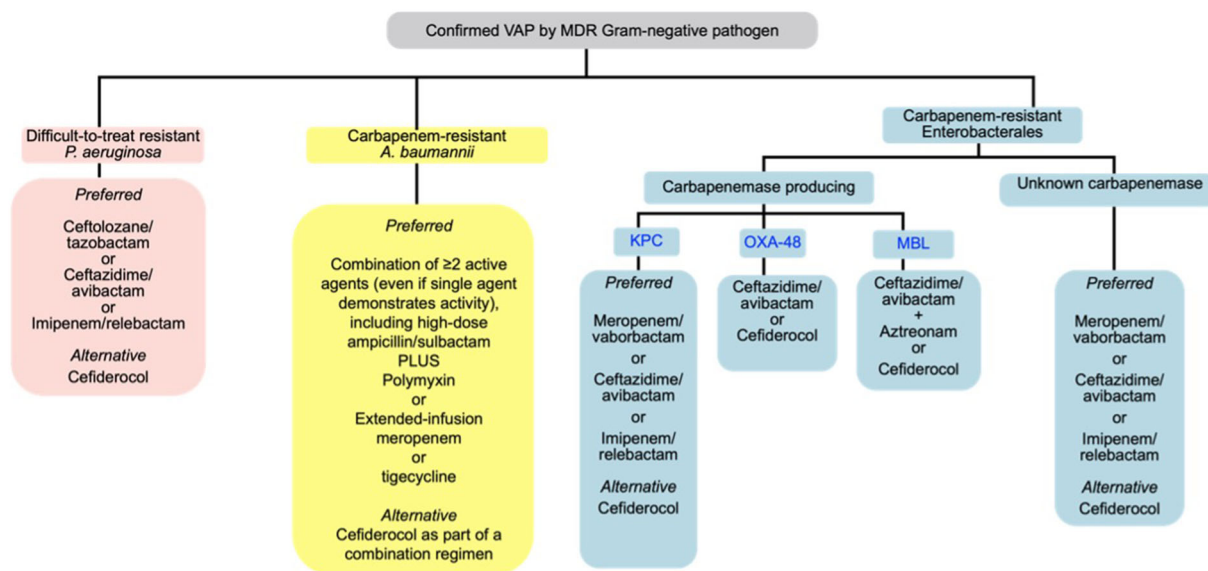 Confirmed VAP by MDR Gram-negative pathogen
Difficult-to-treat resistant
P. aeruginosa
Preferred
Ceftolozane/
tazobactam
or
Ceftazidime/
avibactam
or
Imipenem/relebactam
Alternative
Cefiderocol
Carbapenem-resistant
A. baumannii
Preferred
Combination of ≥2 active
agents (even if single agent
demonstrates activity),
including high-dose
ampicillin/sulbactam
PLUS
Polymyxin
or
Extended-infusion
meropenem
or
tigecycline
Alternative
Cefiderocol as part of a
combination regimen
Carbapenem-resistant
Enterobacterales
Carbapenemase producing
KPC
Preferred
Meropenem/
vaborbactam
or
Ceftazidime/
avibactam
or
Imipenem/
relebactam
Alternative
Cefiderocol
OXA-48
Ceftazidime/
avibactam
or
Cefiderocol
MBL
Ceftazidime/
avibactam
+
Aztreonam
or
Cefiderocol
Unknown carbapenemase
Preferred
Meropenem/
vaborbactam
or
Ceftazidime/
avibactam
or
Imipenem/
relebactam
Alternative
Cefiderocol